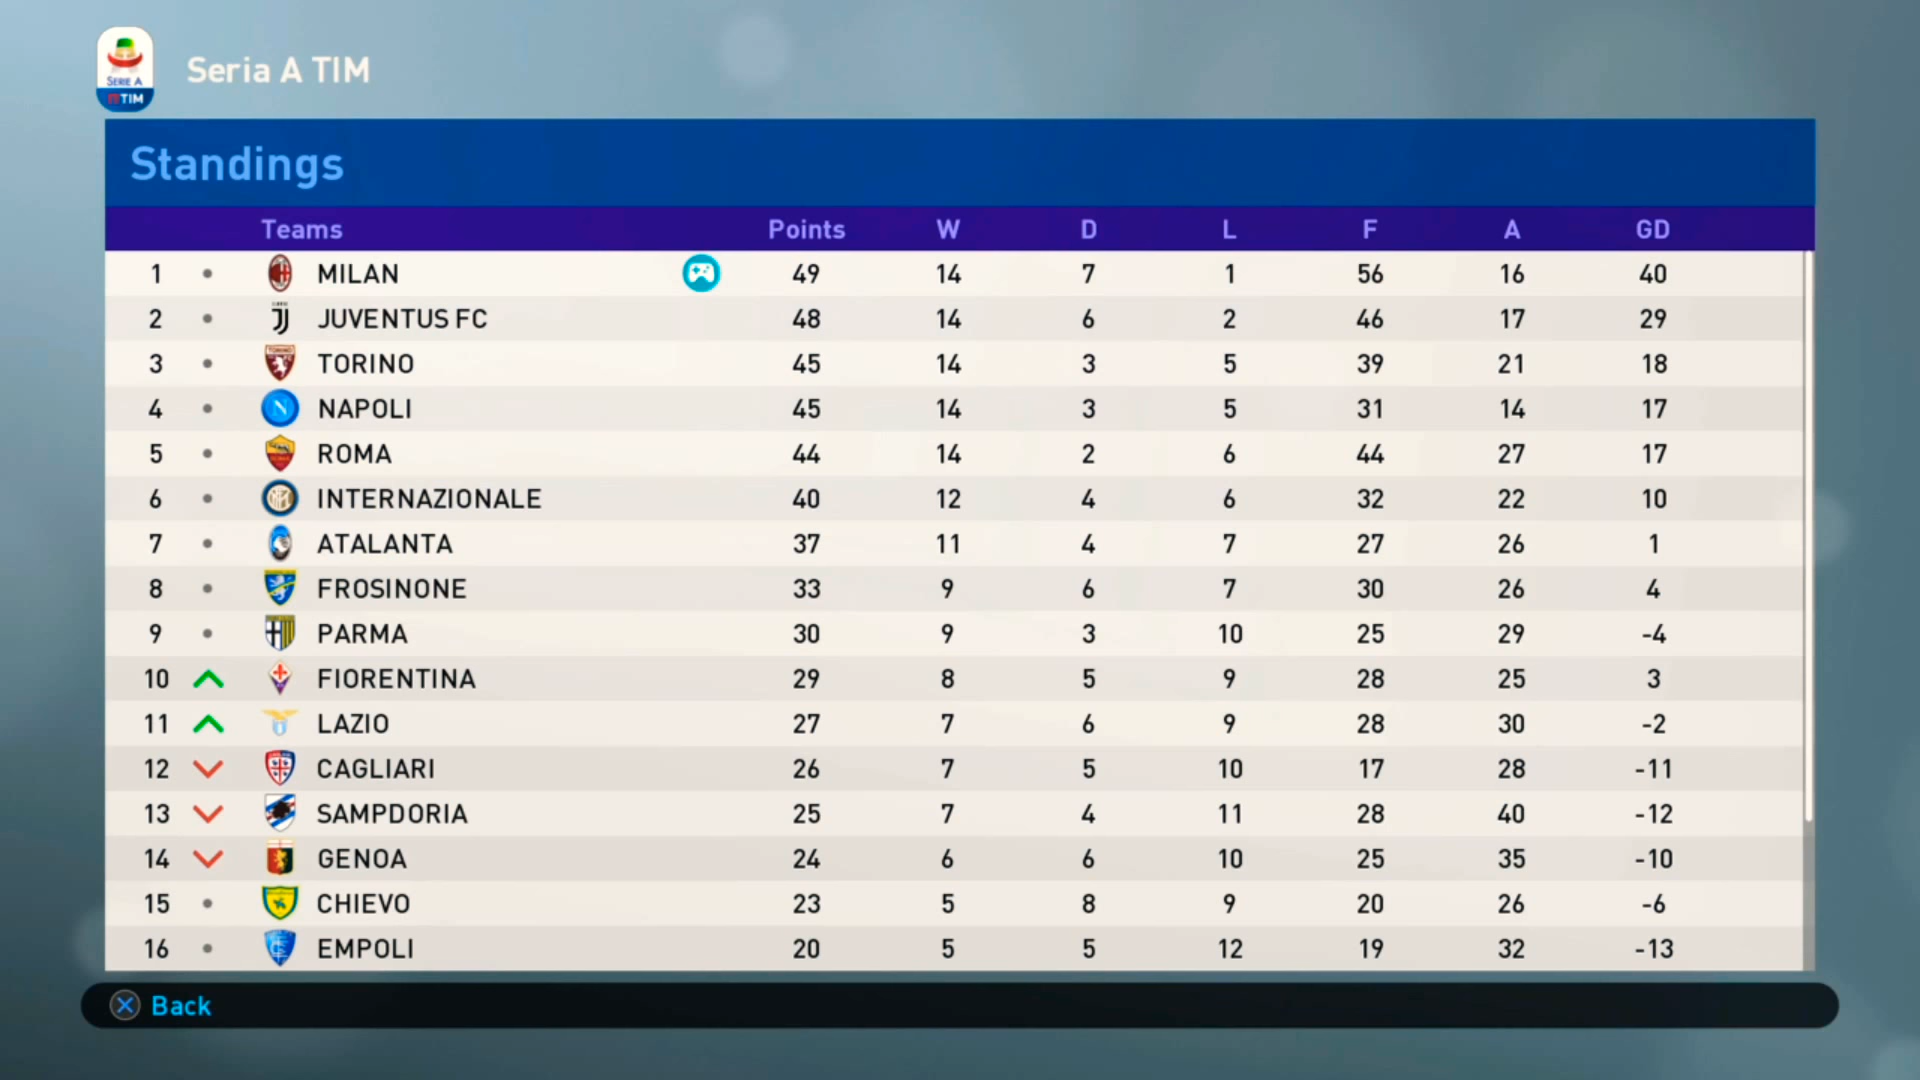 SERIE A
TIM
Seria A TIM
Standings
Teams Points W D L F A GD
1 MILAN 49 14 7 1 56 16 40
2 JUVENTUS FC 48 14 6 2 46 17 29
3 TORINO 45 14 3 5 39 21 18
4 NAPOLI 45 14 3 5 31 14 17
5 ROMA 44 14 2 6 44 27 17
6 INTERNAZIONALE 40 12 4 6 32 22 10
7 ATALANTA 37 11 4 7 27 26 1
8 FROSINONE 33 9 6 7 30 26 4
9 PARMA 30 9 3 10 25 29 -4
10 FIORENTINA 29 8 5 9 28 25 3
11 LAZIO 27 7 6 9 28 30 -2
12 CAGLIARI 26 7 5 10 17 28 -11
13 SAMPDORIA 25 7 4 11 28 40 -12
14 GENOA 24 6 6 10 25 35 -10
15 CHIEVO 23 5 8 9 20 26 -6
16 EMPOLI 20 5 5 12 19 32 -13
Back